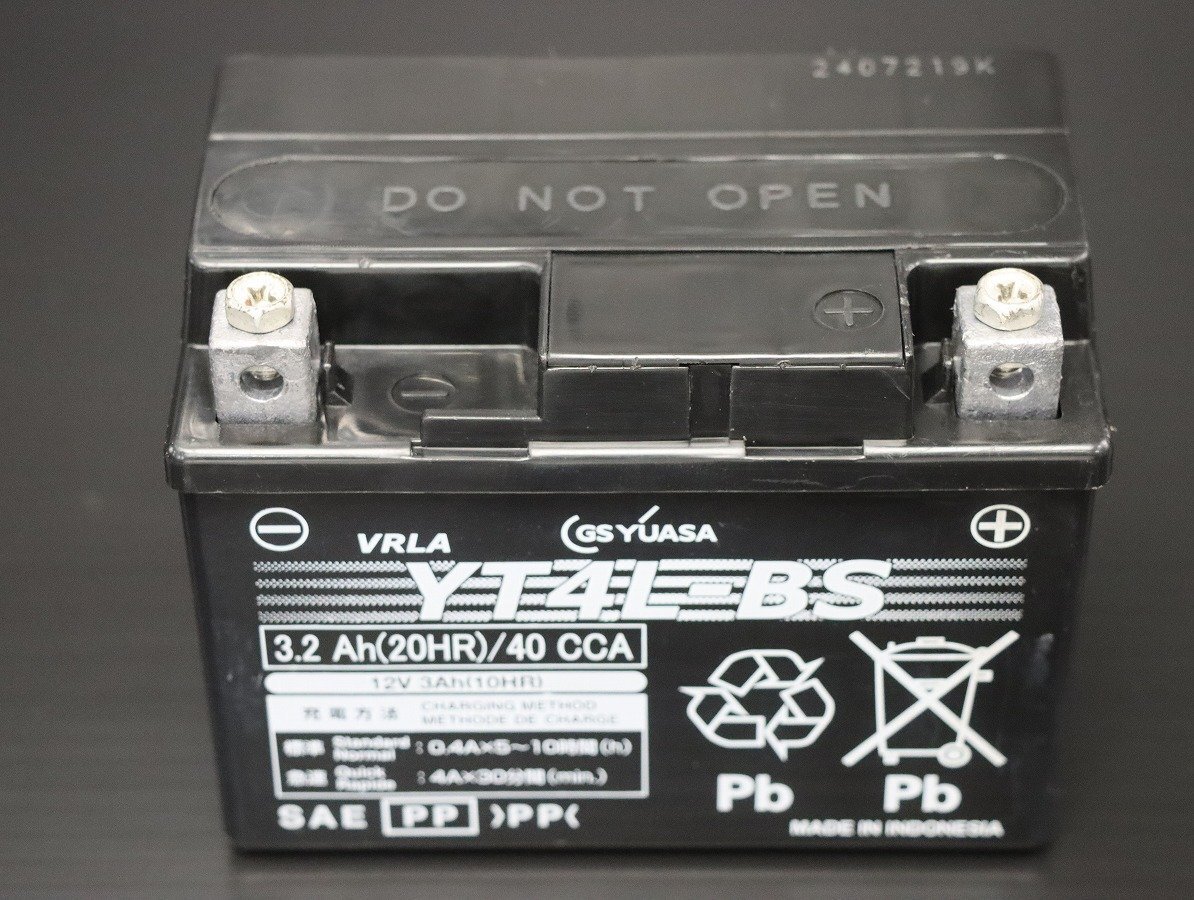 2407219K
DO NOT OPEN
VRLA
GS YUASA
YT4L-BS
3.2 Ah(20HR)/40 CCA
12V 3Ah(10HR)
充電方法 CHARGING METHOD
METHODE DE CHARGE
標準 Standard Normal : 0.4A×5~10時間(h)
急速 Quick Rapide : 4A×30分間(min.)
SAE PP >PP<
Pb Pb
MADE IN INDONESIA